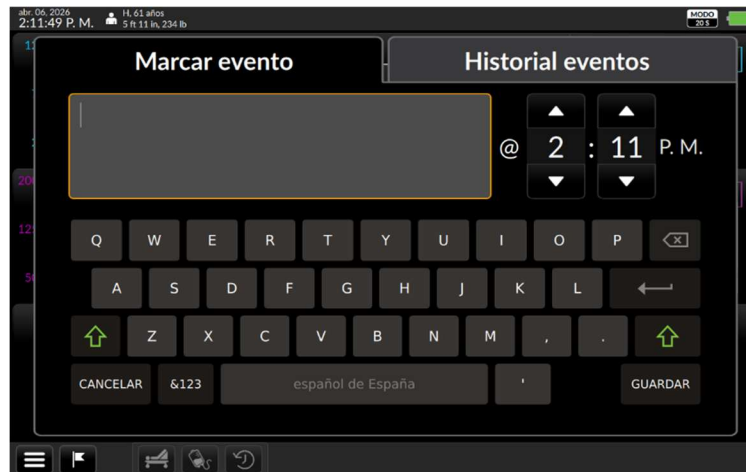 abr. 06, 2026
2:11:49 P. M.
H, 61 años
5 ft 11 in, 234 lb
MODO
20 S
Marcar evento
Historial eventos
@ 2 : 11 P. M.
200
Q W E R T Y U I O P
A S D F G H J K L
Z X C V B N M , .
CANCELAR &123 español de España ' GUARDAR